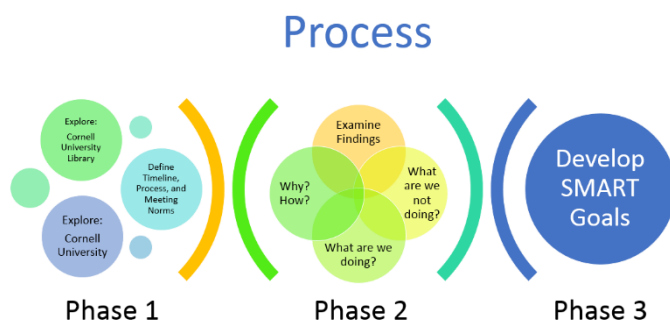 Process
Explore:
Cornell
University
Library
Define
Timeline,
Process, and
Meeting
Norms
Explore:
Cornell
University
Phase 1
Examine
Findings
Why?
How?
What are
we not
doing?
What are we
doing?
Phase 2
Develop
SMART
Goals
Phase 3